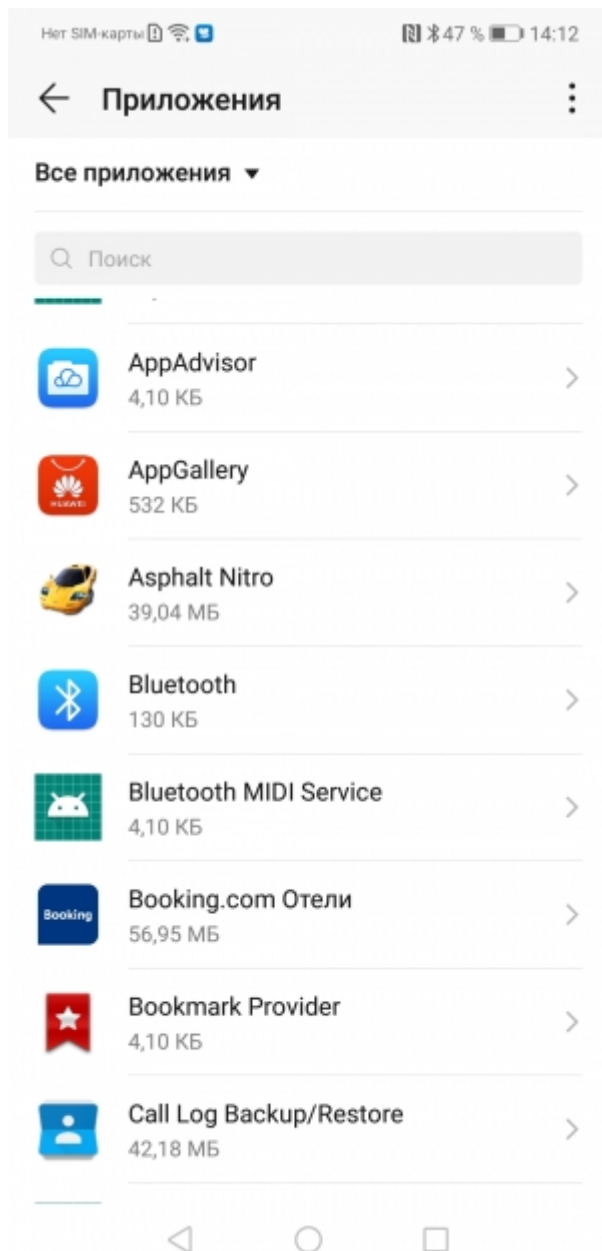 Нет SIM-карты 47 % 14:12
Приложения
Все приложения
Поиск
AppAdvisor
4,10 КБ
AppGallery
532 КБ
HUAWEI
Asphalt Nitro
39,04 МБ
Bluetooth
130 КБ
Bluetooth MIDI Service
4,10 КБ
Booking.com Отели
Booking
56,95 МБ
Bookmark Provider
4,10 КБ
Call Log Backup/Restore
42,18 МБ